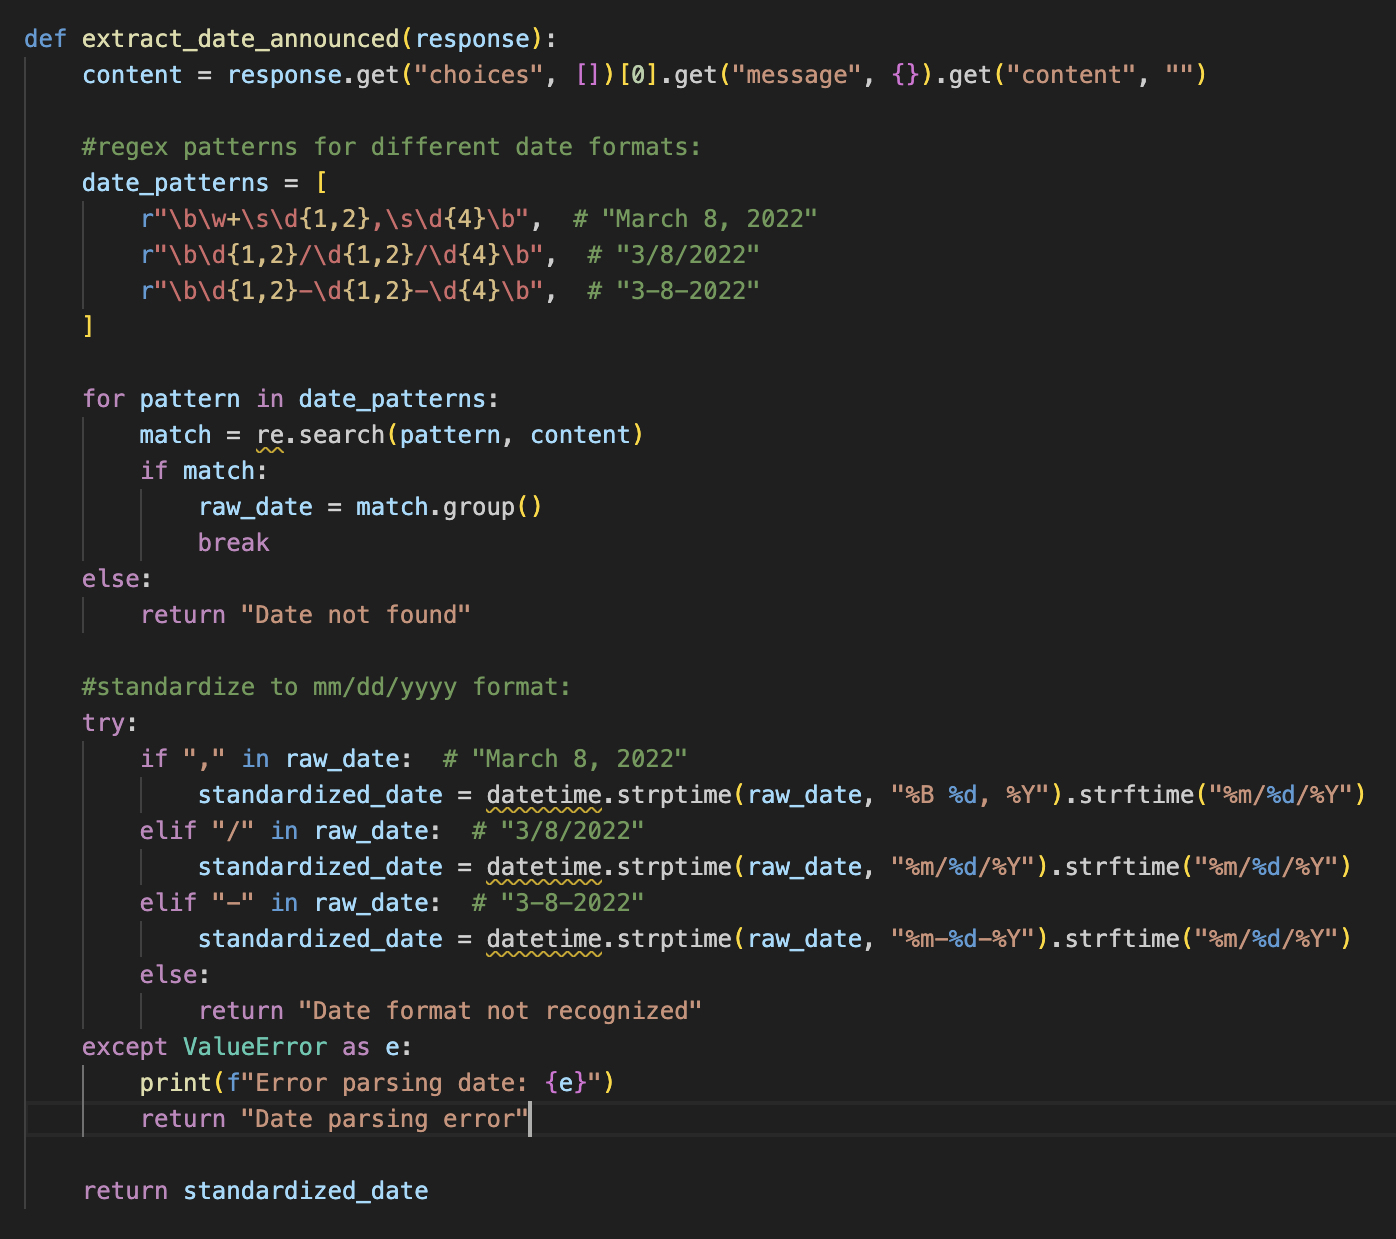 def extract_date_announced(response):
    content = response.get("choices", [])[0].get("message", {}).get("content", "")

    #regex patterns for different date formats:
    date_patterns = [
        r"\b\w+\s\d{1,2},\s\d{4}\b",  # "March 8, 2022"
        r"\b\d{1,2}/\d{1,2}/\d{4}\b",  # "3/8/2022"
        r"\b\d{1,2}-\d{1,2}-\d{4}\b",  # "3-8-2022"
    ]

    for pattern in date_patterns:
        match = re.search(pattern, content)
        if match:
            raw_date = match.group()
            break
    else:
        return "Date not found"

    #standardize to mm/dd/yyyy format:
    try:
        if "," in raw_date:  # "March 8, 2022"
            standardized_date = datetime.strptime(raw_date, "%B %d, %Y").strftime("%m/%d/%Y")
        elif "/" in raw_date:  # "3/8/2022"
            standardized_date = datetime.strptime(raw_date, "%m/%d/%Y").strftime("%m/%d/%Y")
        elif "-" in raw_date:  # "3-8-2022"
            standardized_date = datetime.strptime(raw_date, "%m-%d-%Y").strftime("%m/%d/%Y")
        else:
            return "Date format not recognized"
    except ValueError as e:
        print(f"Error parsing date: {e}")
        return "Date parsing error"

    return standardized_date